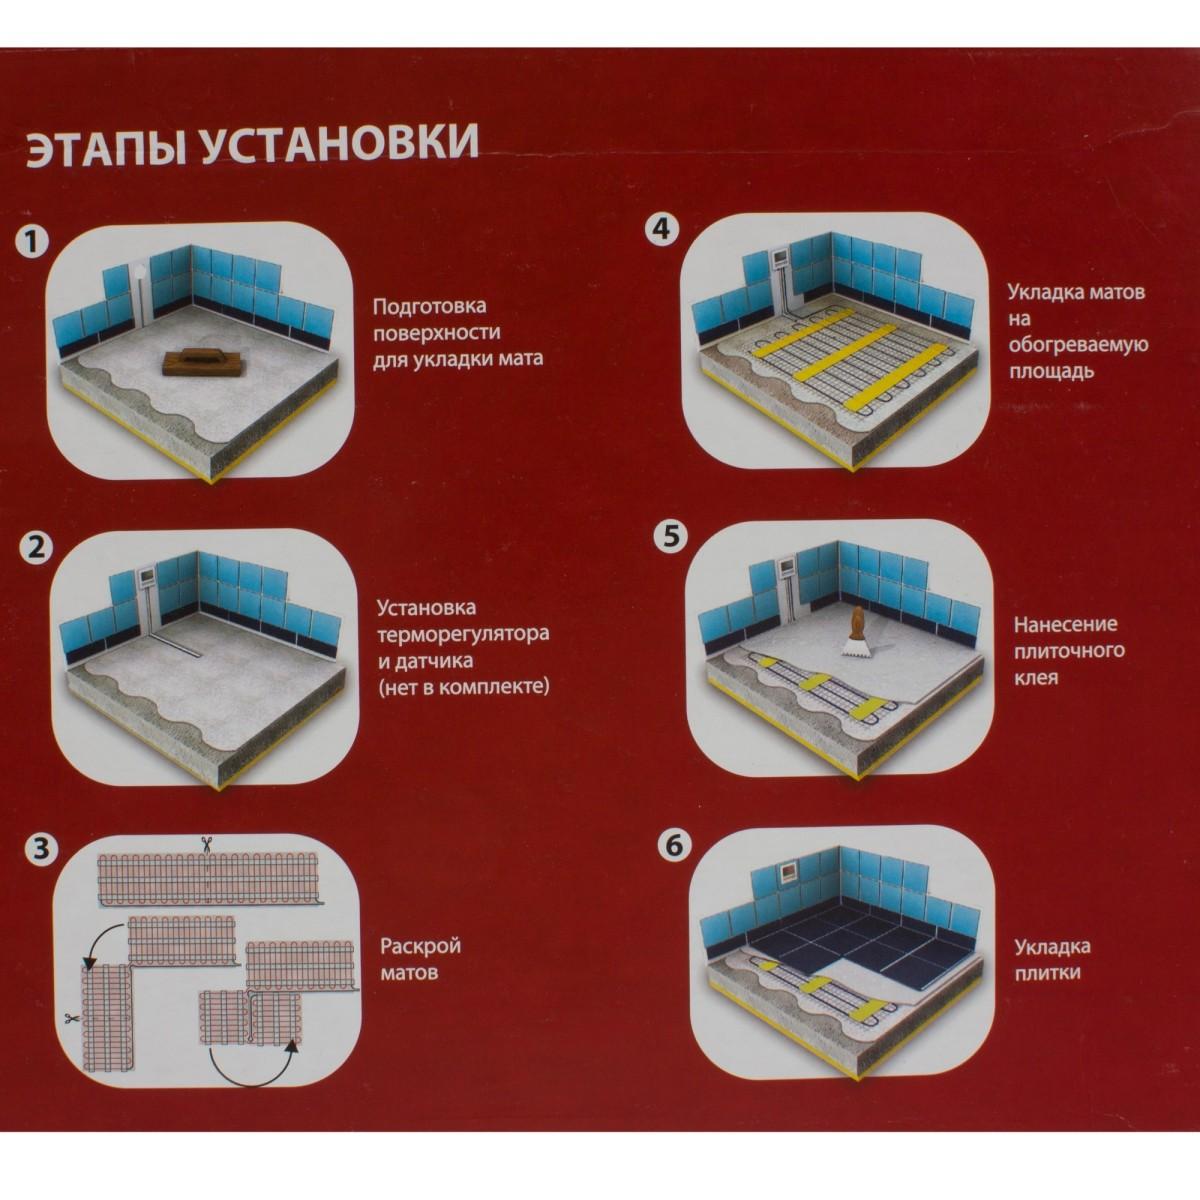 ЭТАПЫ УСТАНОВКИ
1
Подготовка
поверхности
для укладки мата
2
Установка
терморегулятора
и датчика
(нет в комплекте)
3
Раскрой
матов
4
Укладка матов
на
обогреваемую
площадь
5
Нанесение
плиточного
клея
6
Укладка
плитки